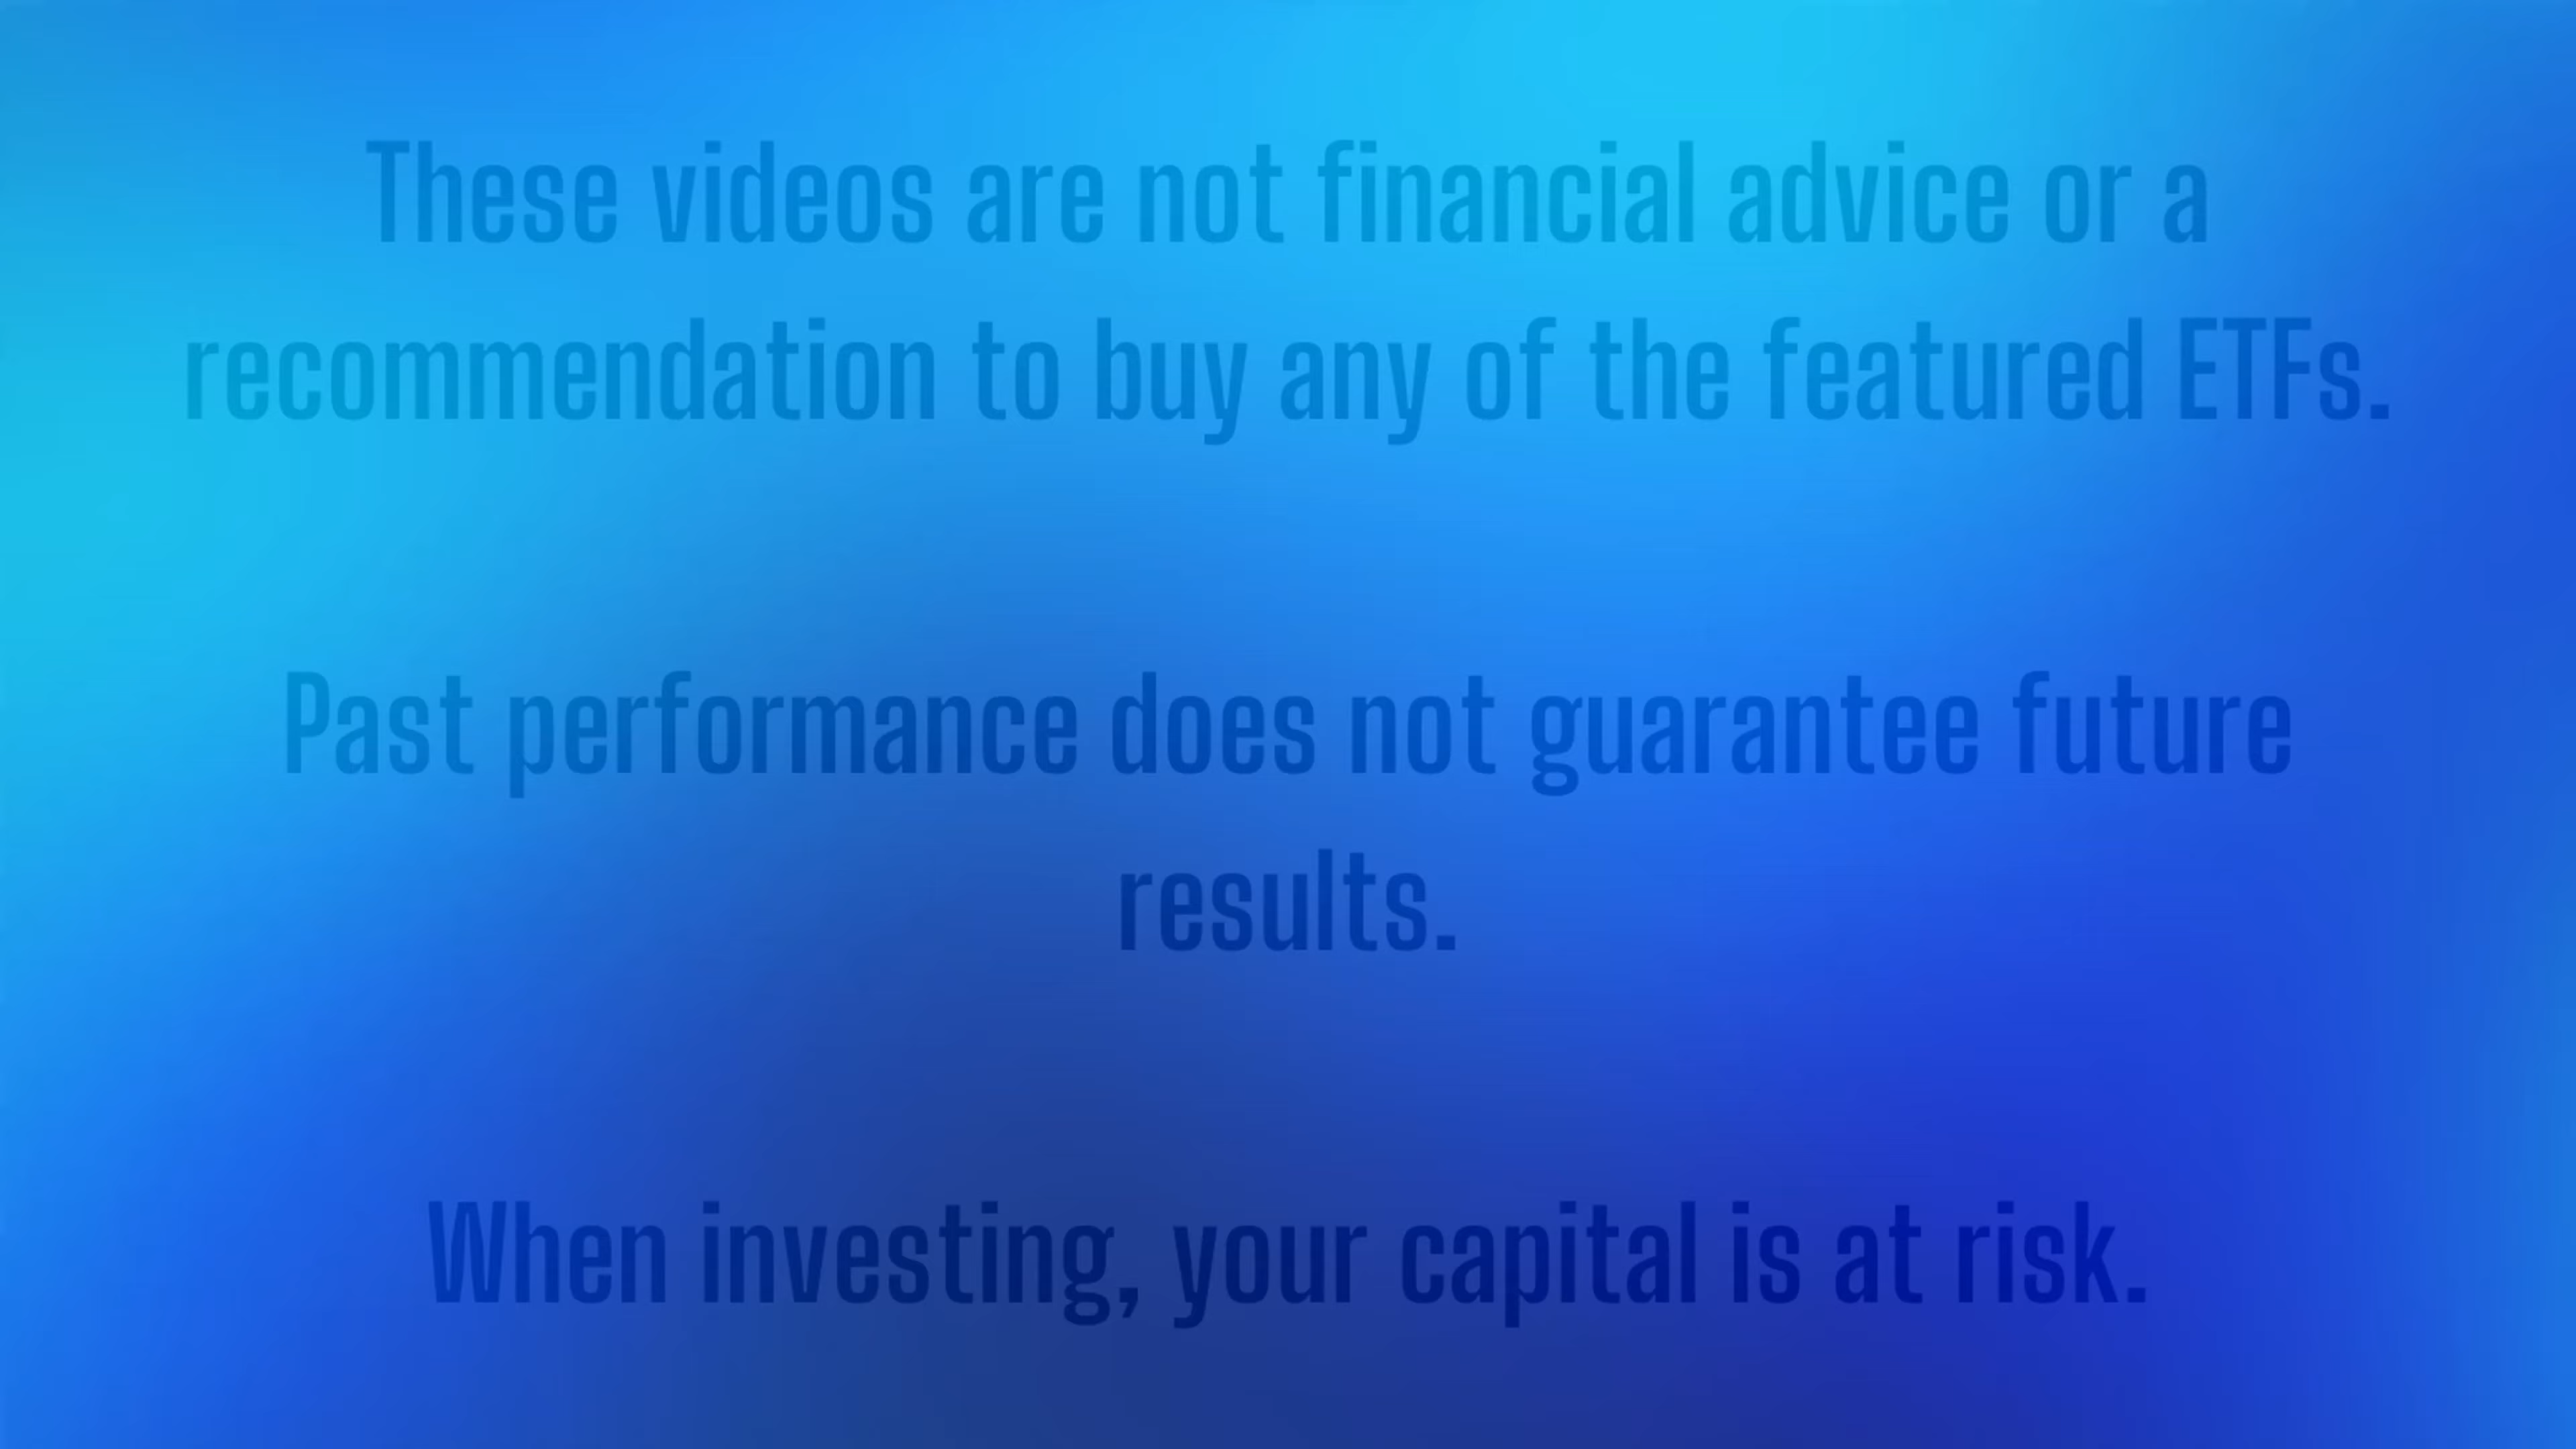 These videos are not financial advice or a
recommendation to buy any of the featured ETFs.
Past performance does not guarantee future
results.
When investing, your capital is at risk.